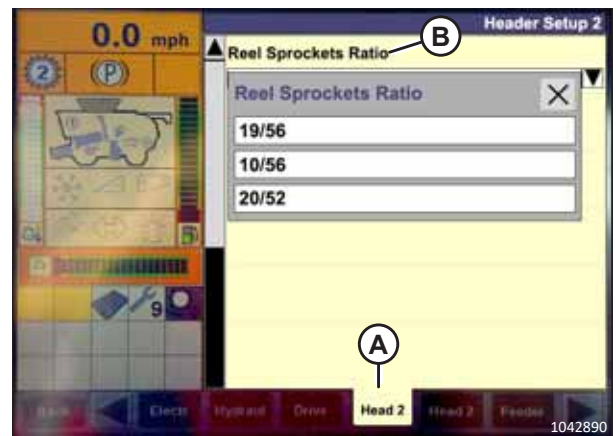 Header Setup 2
0.0 mph
B
Reel Sprockets Ratio
2
P
Reel Sprockets Ratio
19/56
10/56
20/52
9
A
Back
Electr
Hydraul
Drive
Head 2
Head 2
Feeder
1042890